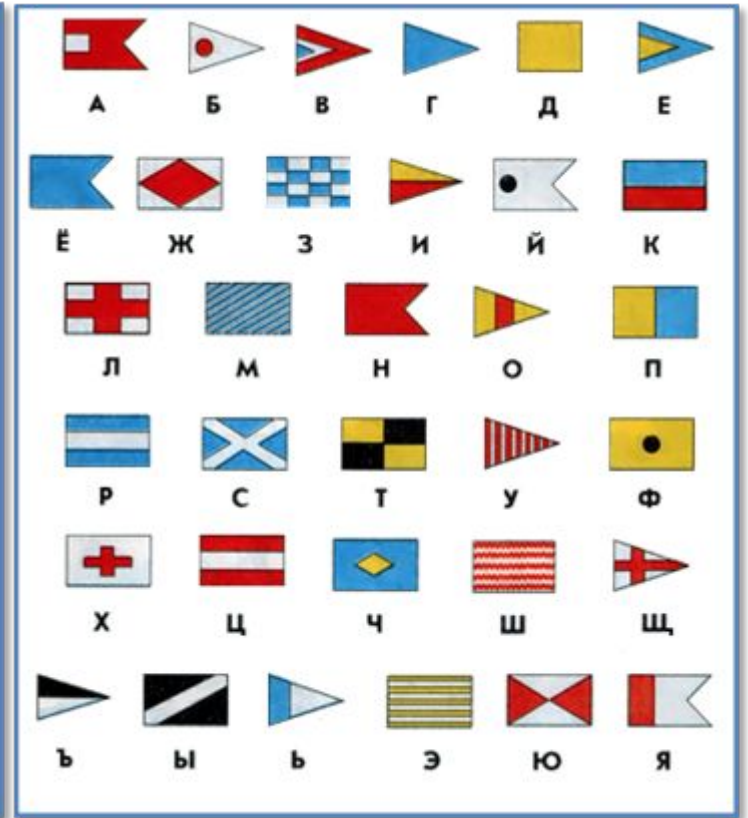 А Б В Г Д Е
Ё Ж З И Й К
Л М Н О П
Р С Т У Ф
Х Ц Ч Ш Щ
Ъ Ы Ь Э Ю Я